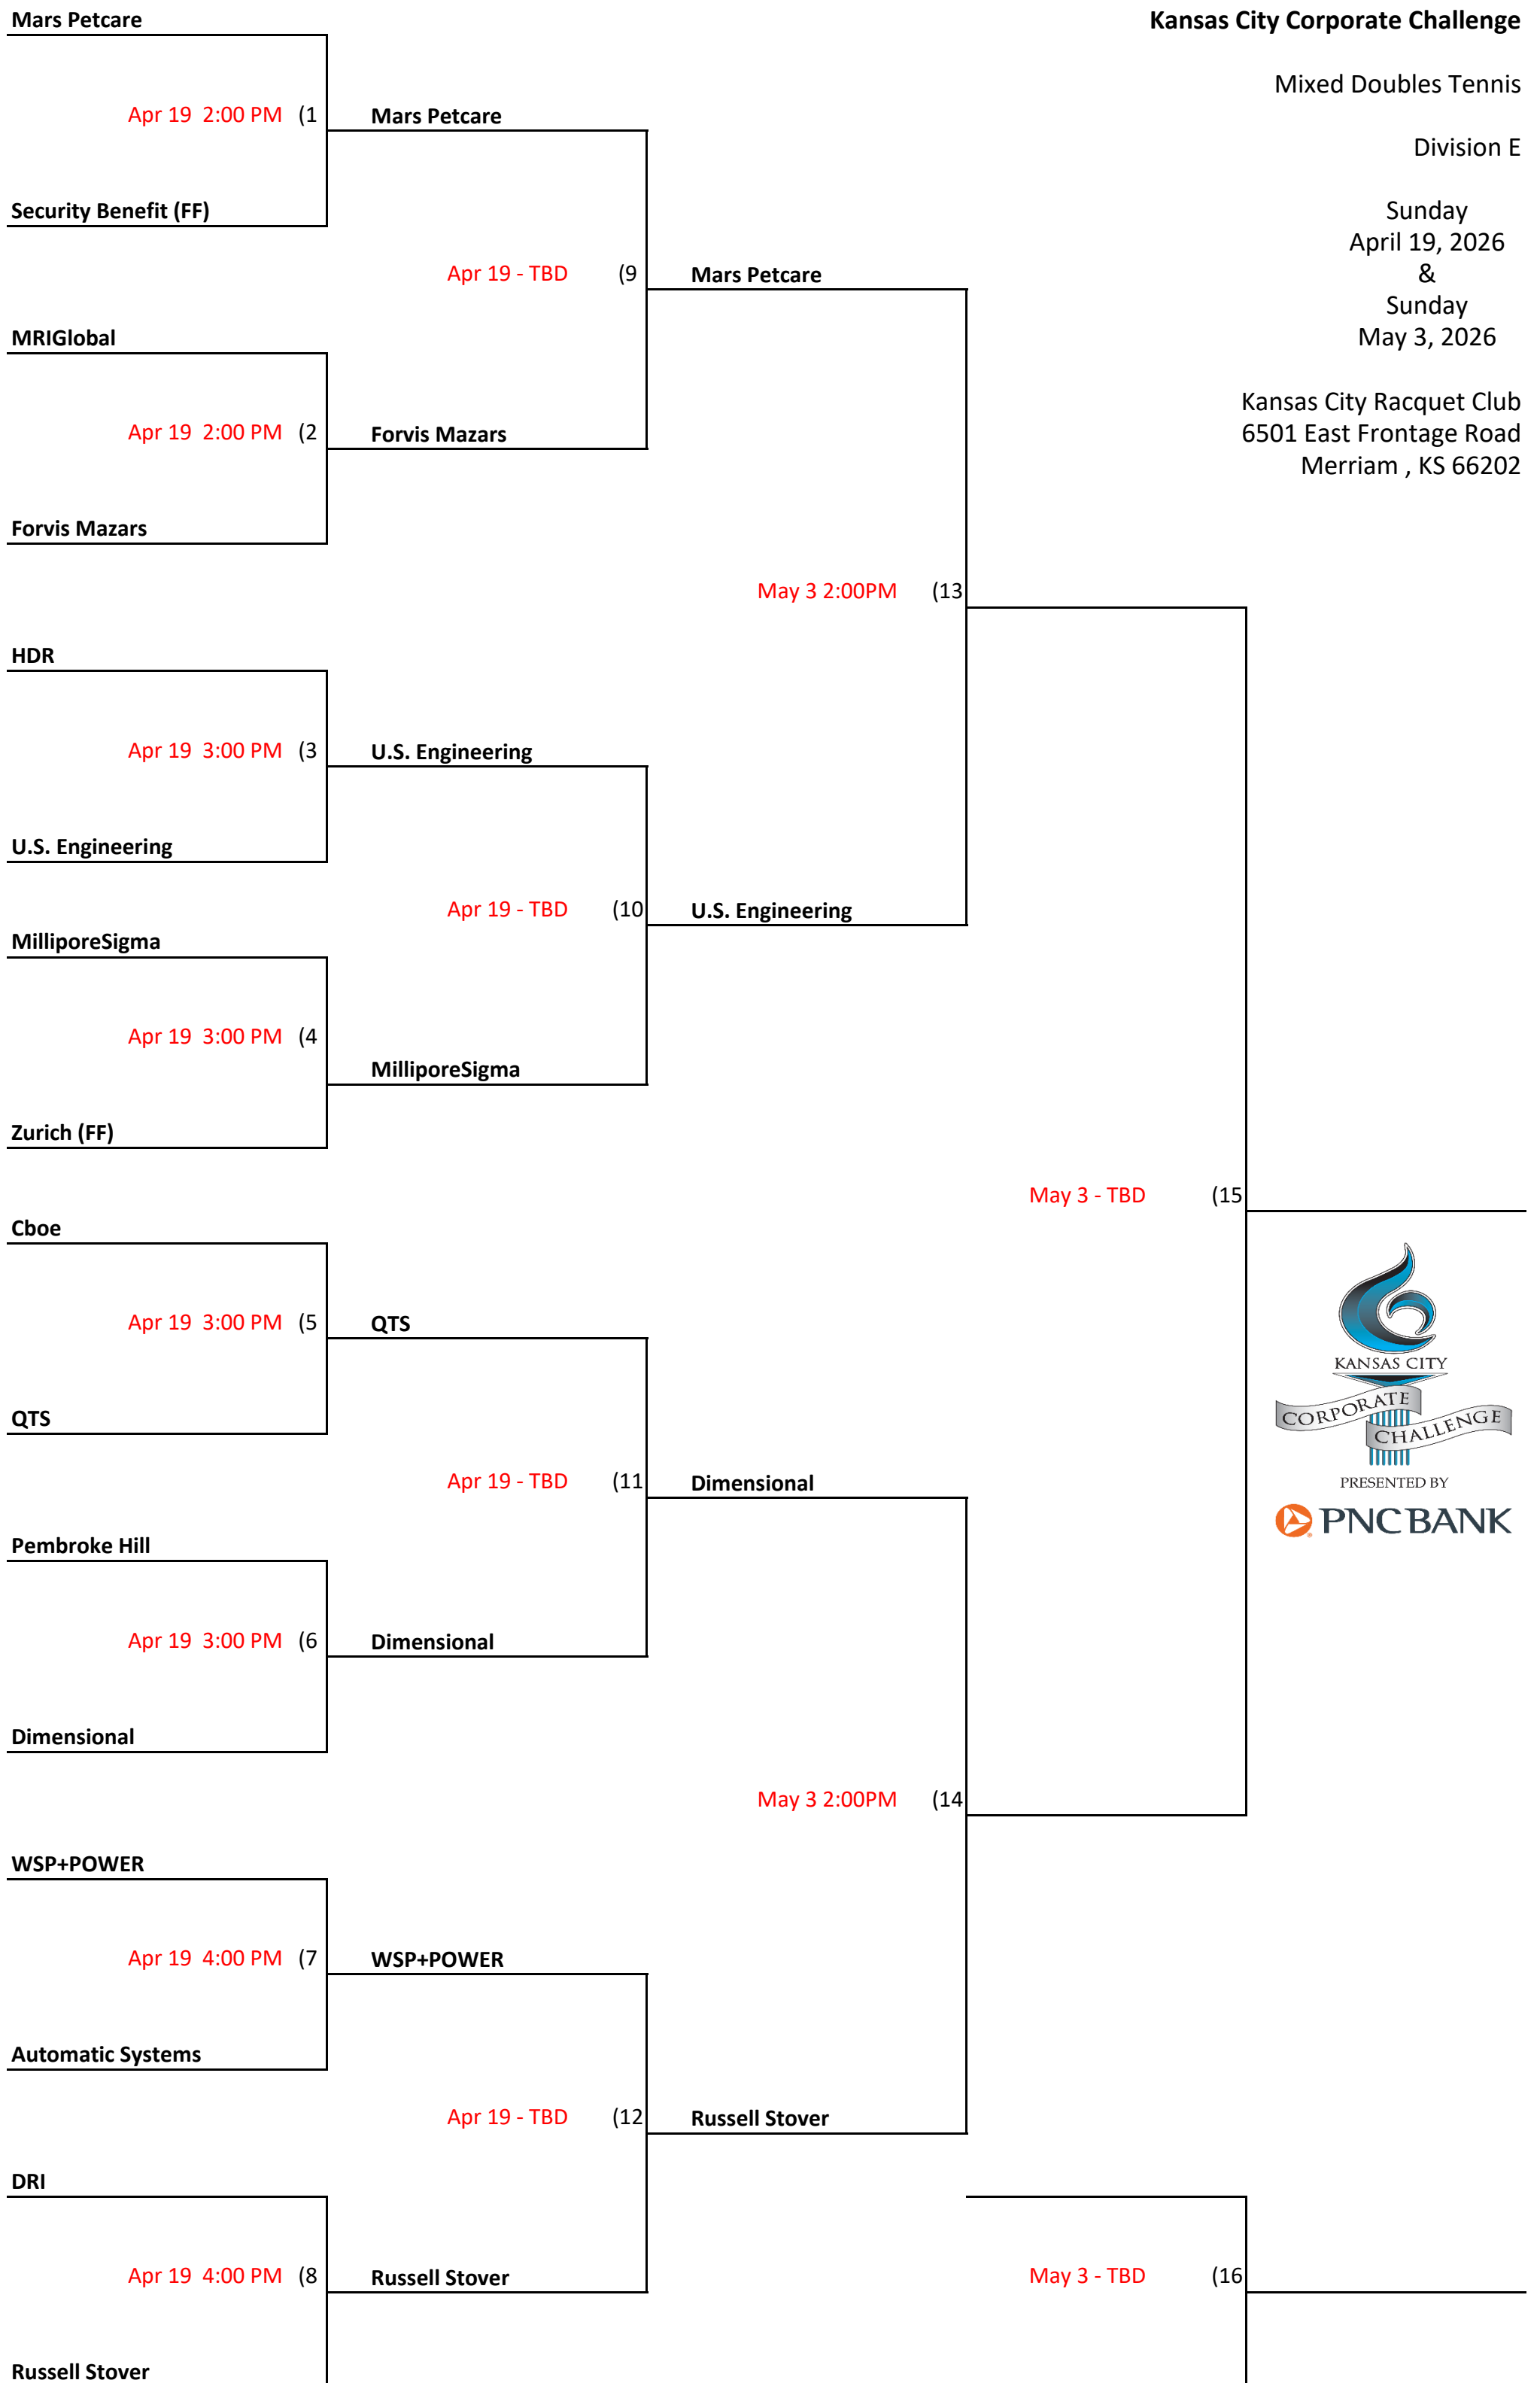 Mars Petcare
Kansas City Corporate Challenge
Mixed Doubles Tennis
Apr 19  2:00 PM (1
Mars Petcare
Division E
Security Benefit (FF)
Sunday
April 19, 2026
&
Sunday
May 3, 2026
Apr 19 - TBD (9
Mars Petcare
MRIGlobal
Kansas City Racquet Club
6501 East Frontage Road
Merriam , KS 66202
Apr 19  2:00 PM (2
Forvis Mazars
Forvis Mazars
May 3 2:00PM (13
HDR
Apr 19  3:00 PM (3
U.S. Engineering
U.S. Engineering
Apr 19 - TBD (10
U.S. Engineering
MilliporeSigma
Apr 19  3:00 PM (4
MilliporeSigma
Zurich (FF)
May 3 - TBD (15
Cboe
Apr 19  3:00 PM (5
QTS
KANSAS CITY
CORPORATE
CHALLENGE
PRESENTED BY
PNC BANK
QTS
Apr 19 - TBD (11
Dimensional
Pembroke Hill
Apr 19  3:00 PM (6
Dimensional
Dimensional
May 3 2:00PM (14
WSP+POWER
Apr 19  4:00 PM (7
WSP+POWER
Automatic Systems
Apr 19 - TBD (12
Russell Stover
DRI
Apr 19  4:00 PM (8
Russell Stover
May 3 - TBD (16
Russell Stover